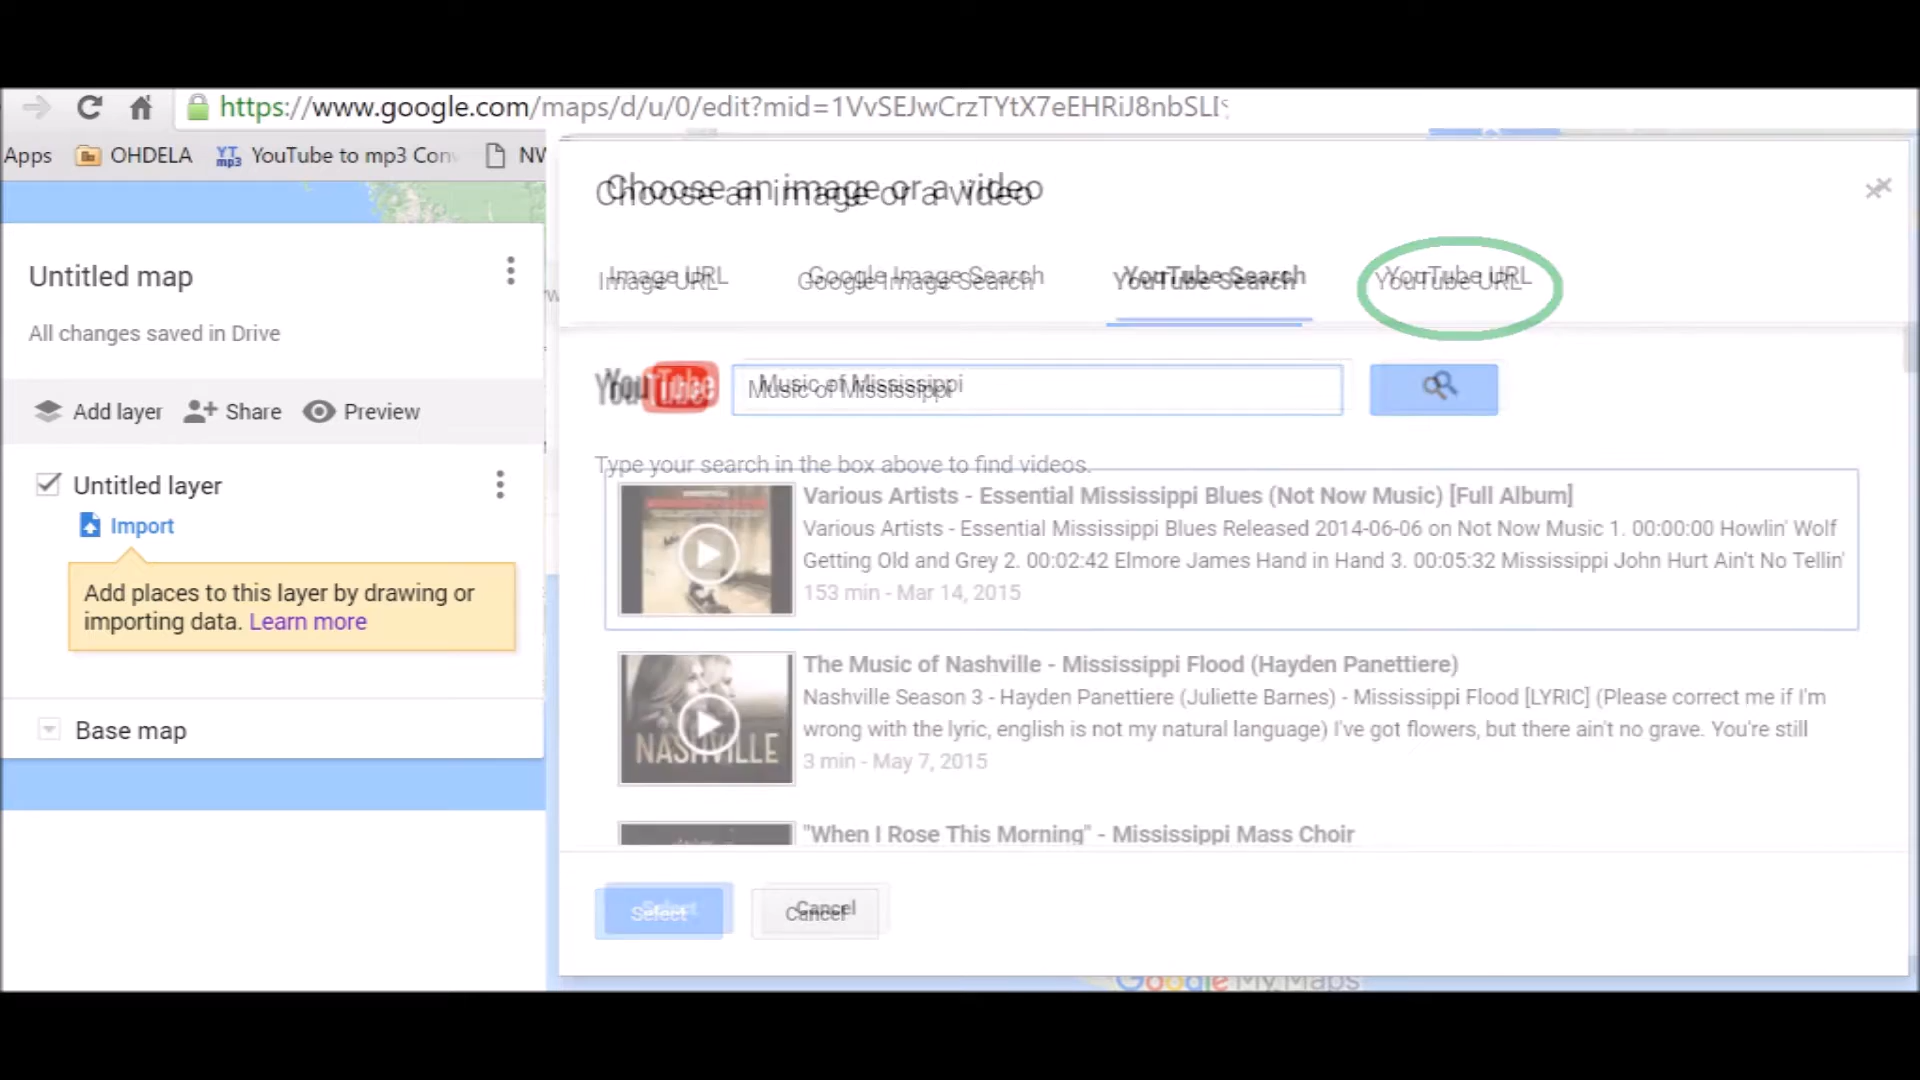 https://www.google.com/maps/d/u/0/edit?mid=1VvSEJwCrzTYtX7eEHRiJ8nbSLI
Apps OHDELA YT mp3 YouTube to mp3 Con NW
Choose an image or a video
Untitled map
Image URL Google Image Search YouTube Search YouTube URL
All changes saved in Drive
YouTube Music of Mississippi
Add layer Share Preview
Type your search in the box above to find videos.
Untitled layer
Import
Add places to this layer by drawing or
importing data. Learn more
Base map
Various Artists - Essential Mississippi Blues (Not Now Music) [Full Album]
Various Artists - Essential Mississippi Blues Released 2014-06-06 on Not Now Music 1. 00:00:00 Howlin' Wolf
Getting Old and Grey 2. 00:02:42 Elmore James Hand in Hand 3. 00:05:32 Mississippi John Hurt Ain't No Tellin'
153 min - Mar 14, 2015
The Music of Nashville - Mississippi Flood (Hayden Panettiere)
Nashville Season 3 - Hayden Panettiere (Juliette Barnes) - Mississippi Flood [LYRIC] (Please correct me if I'm
wrong with the lyric, english is not my natural language) I've got flowers, but there ain't no grave. You're still
NASHVILLE
3 min - May 7, 2015
"When I Rose This Morning" - Mississippi Mass Choir
Select Cancel
Google My Maps